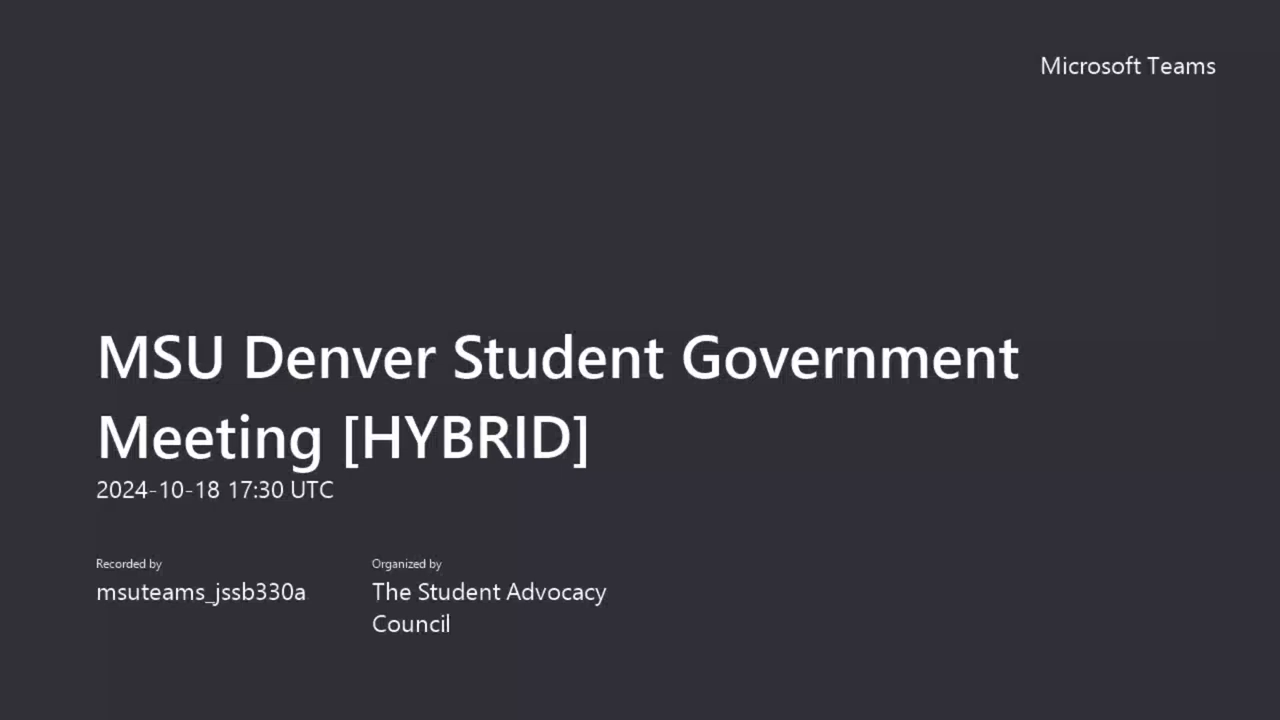 Microsoft Teams
MSU Denver Student Government
Meeting [HYBRID]
2024-10-18 17:30 UTC
Recorded by
msuteams_jssb330a
Organized by
The Student Advocacy
Council